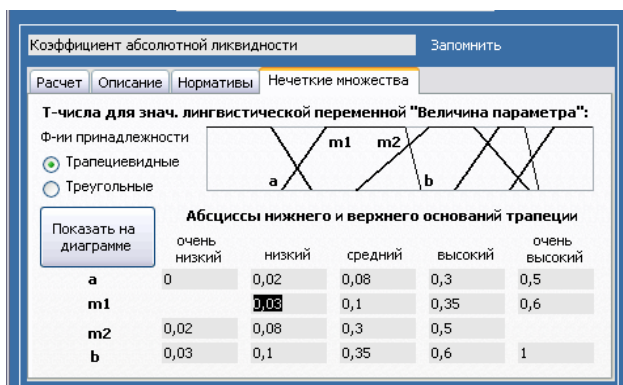 Коэффициент абсолютной ликвидности Запомнить
Расчет Описание Нормативы Нечеткие множества
Т-числа для знач. лингвистической переменной "Величина параметра":
Ф-ии принадлежности
m1 m2
Трапециевидные
a b
Треугольные
Абсциссы нижнего и верхнего оснований трапеции
Показать на диаграмме
очень низкий низкий средний высокий очень высокий
a 0 0,02 0,08 0,3 0,5
m1 0,03 0,1 0,35 0,6
m2 0,02 0,08 0,3 0,5
b 0,03 0,1 0,35 0,6 1